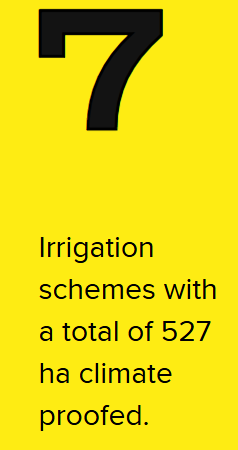 7
Irrigation
schemes with
a total of 527
ha climate
proofed.